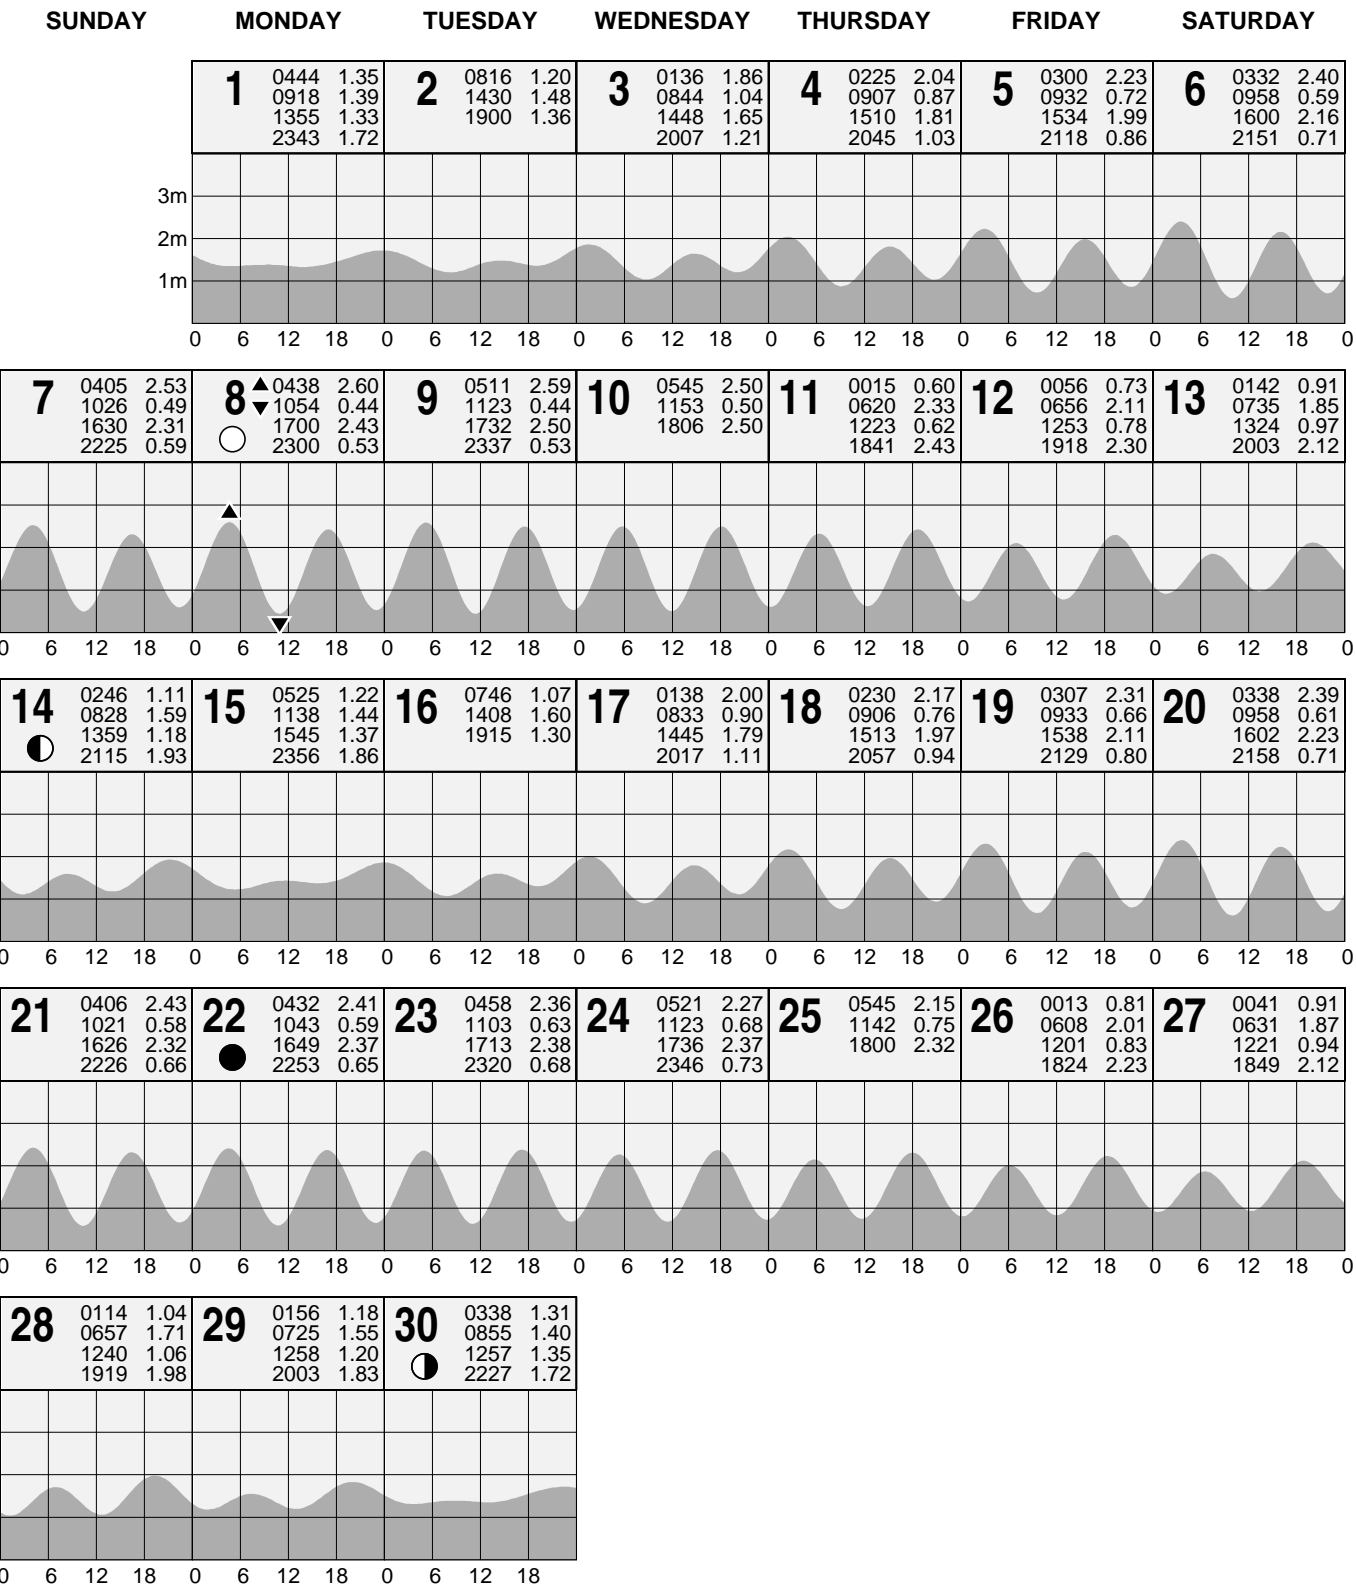 SUNDAY MONDAY TUESDAY WEDNESDAY THURSDAY FRIDAY SATURDAY
1 0444 1.35
0918 1.39
1355 1.33
2343 1.72
2 0816 1.20
1430 1.48
1900 1.36
3 0136 1.86
0844 1.04
1448 1.65
2007 1.21
4 0225 2.04
0907 0.87
1510 1.81
2045 1.03
5 0300 2.23
0932 0.72
1534 1.99
2118 0.86
6 0332 2.40
0958 0.59
1600 2.16
2151 0.71
3m
2m
1m
0 6 12 18 0 6 12 18 0 6 12 18 0 6 12 18 0 6 12 18 0 6 12 18 0
7 0405 2.53
1026 0.49
1630 2.31
2225 0.59
8 0438 2.60
1054 0.44
1700 2.43
2300 0.53
9 0511 2.59
1123 0.44
1732 2.50
2337 0.53
10 0545 2.50
1153 0.50
1806 2.50
11 0015 0.60
0620 2.33
1223 0.62
1841 2.43
12 0056 0.73
0656 2.11
1253 0.78
1918 2.30
13 0142 0.91
0735 1.85
1324 0.97
2003 2.12
0 6 12 18 0 6 12 18 0 6 12 18 0 6 12 18 0 6 12 18 0 6 12 18 0 6 12 18 0
14 0246 1.11
0828 1.59
1359 1.18
2115 1.93
15 0525 1.22
1138 1.44
1545 1.37
2356 1.86
16 0746 1.07
1408 1.60
1915 1.30
17 0138 2.00
0833 0.90
1445 1.79
2017 1.11
18 0230 2.17
0906 0.76
1513 1.97
2057 0.94
19 0307 2.31
0933 0.66
1538 2.11
2129 0.80
20 0338 2.39
0958 0.61
1602 2.23
2158 0.71
0 6 12 18 0 6 12 18 0 6 12 18 0 6 12 18 0 6 12 18 0 6 12 18 0 6 12 18 0
21 0406 2.43
1021 0.58
1626 2.32
2226 0.66
22 0432 2.41
1043 0.59
1649 2.37
2253 0.65
23 0458 2.36
1103 0.63
1713 2.38
2320 0.68
24 0521 2.27
1123 0.68
1736 2.37
2346 0.73
25 0545 2.15
1142 0.75
1800 2.32
26 0013 0.81
0608 2.01
1201 0.83
1824 2.23
27 0041 0.91
0631 1.87
1221 0.94
1849 2.12
0 6 12 18 0 6 12 18 0 6 12 18 0 6 12 18 0 6 12 18 0 6 12 18 0 6 12 18 0
28 0114 1.04
0657 1.71
1240 1.06
1919 1.98
29 0156 1.18
0725 1.55
1258 1.20
2003 1.83
30 0338 1.31
0855 1.40
1257 1.35
2227 1.72
0 6 12 18 0 6 12 18 0 6 12 18